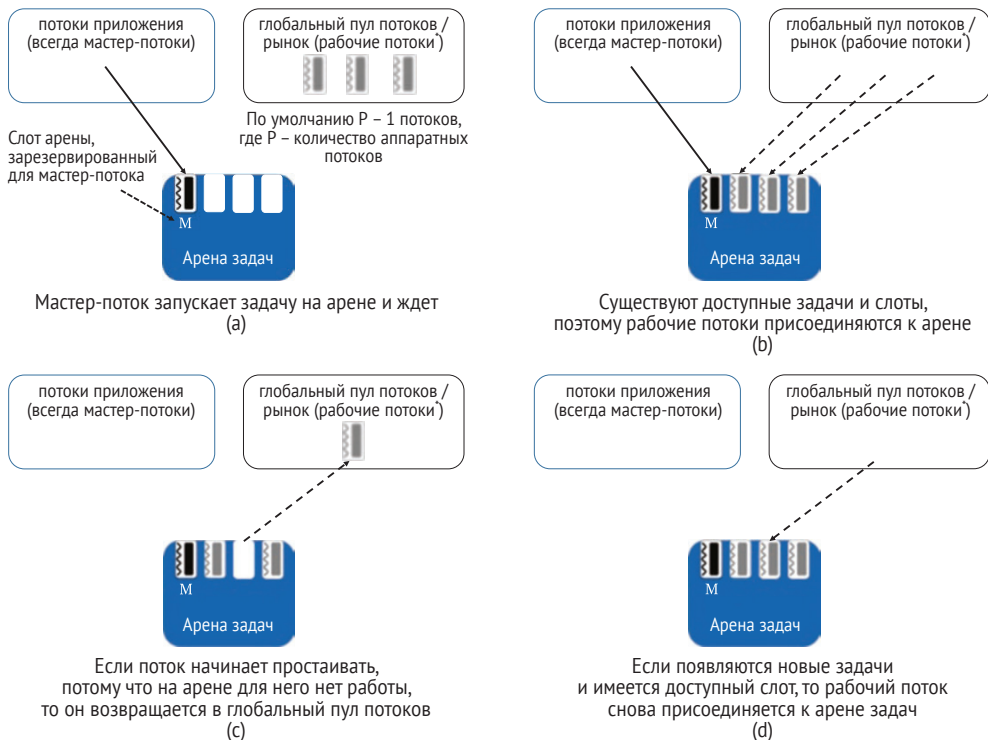 потоки приложения
(всегда мастер-потоки)
глобальный пул потоков /
рынок (рабочие потоки*)
По умолчанию P – 1 потоков,
где P – количество аппаратных
потоков
Слот арены,
зарезервированный
для мастер-потока
M
Арена задач
Мастер-поток запускает задачу на арене и ждет
(a)
потоки приложения
(всегда мастер-потоки)
глобальный пул потоков /
рынок (рабочие потоки*)
M
Арена задач
Существуют доступные задачи и слоты,
поэтому рабочие потоки присоединяются к арене
(b)
потоки приложения
(всегда мастер-потоки)
глобальный пул потоков /
рынок (рабочие потоки*)
M
Арена задач
Если поток начинает простаивать,
потому что на арене для него нет работы,
то он возвращается в глобальный пул потоков
(c)
потоки приложения
(всегда мастер-потоки)
глобальный пул потоков /
рынок (рабочие потоки*)
M
Арена задач
Если появляются новые задачи
и имеется доступный слот, то рабочий поток
снова присоединяется к арене задач
(d)